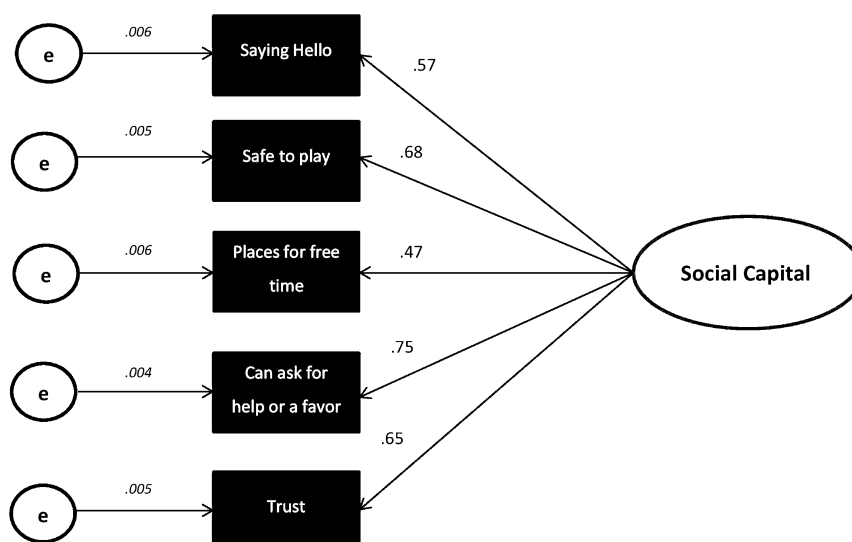 .006
e
Saying Hello
.57
.005
e
Safe to play
.68
.006
e
Places for free
time
.47
Social Capital
.004
e
Can ask for
help or a favor
.75
.005
e
Trust
.65